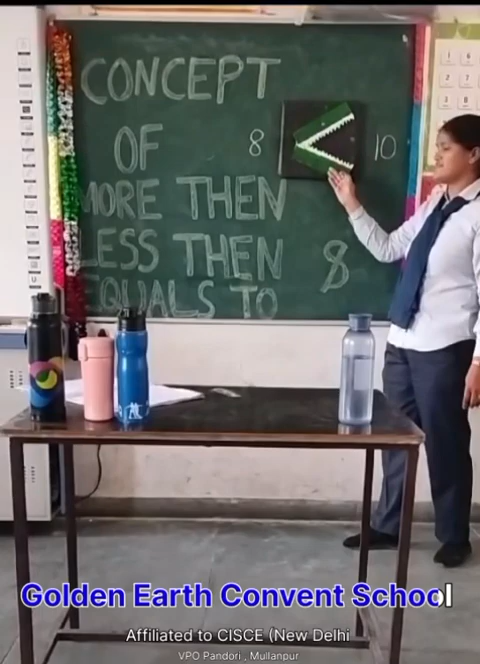 CONCEPT
OF
8 < 10
MORE THEN
LESS THEN 8
EQUALS TO
Golden Earth Convent School
Affiliated to CISCE (New Delhi
VPO Pandori , Mullanpur